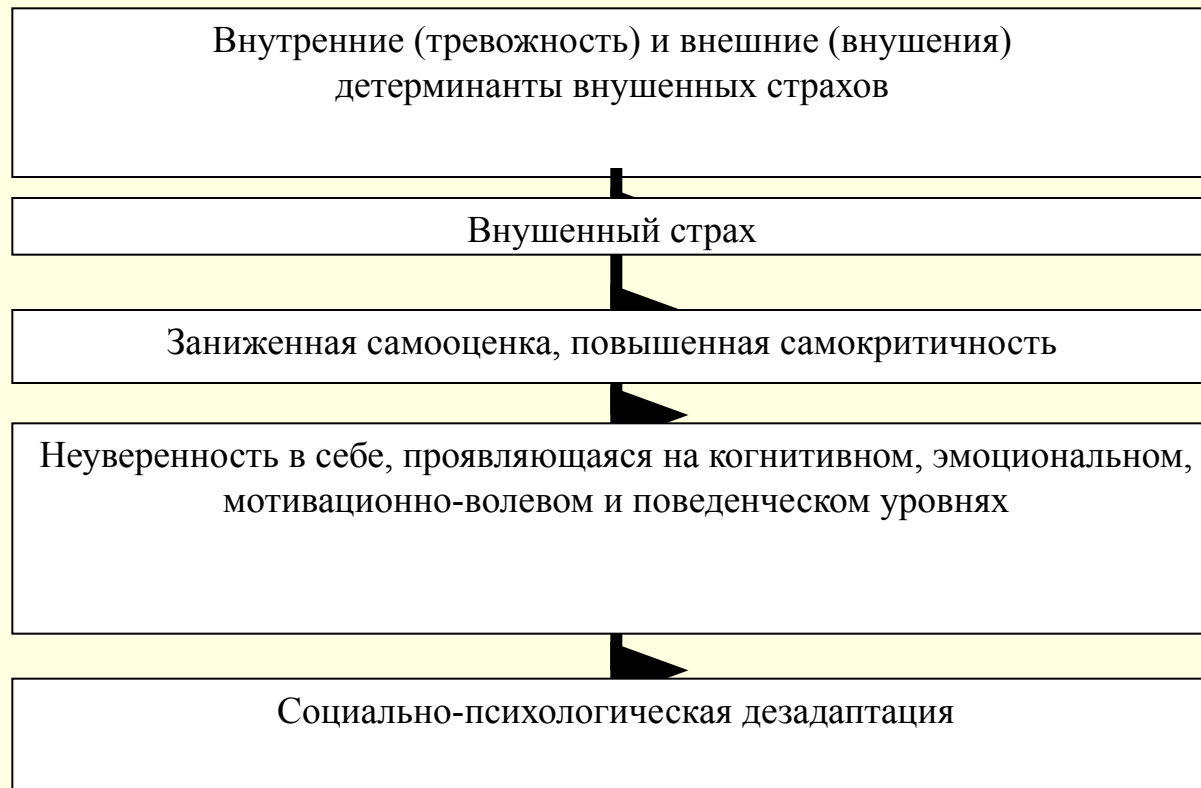 Внутренние (тревожность) и внешние (внушения)
детерминанты внушенных страхов
Внушенный страх
Заниженная самооценка, повышенная самокритичность
Неуверенность в себе, проявляющаяся на когнитивном, эмоциональном,
мотивационно-волевом и поведенческом уровнях
Социально-психологическая дезадаптация